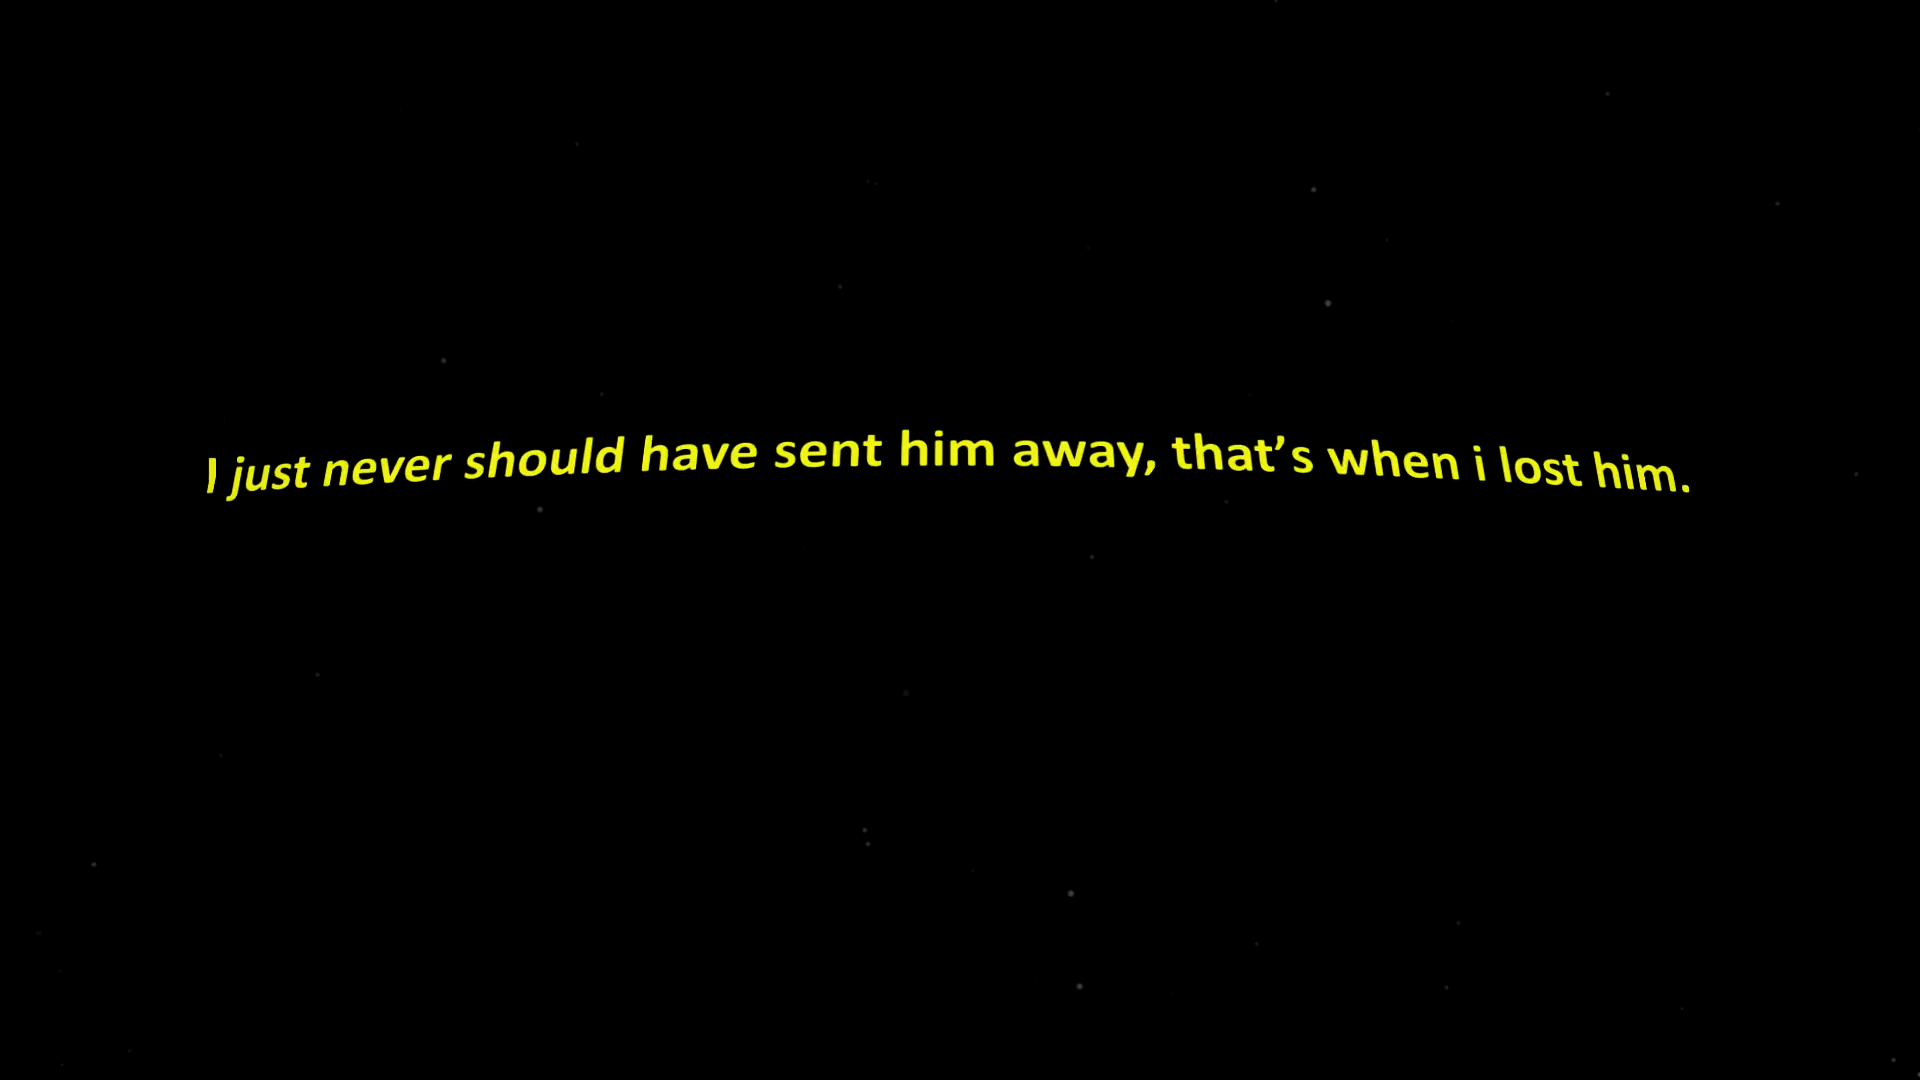 I just never should have sent him away, that’s when i lost him.